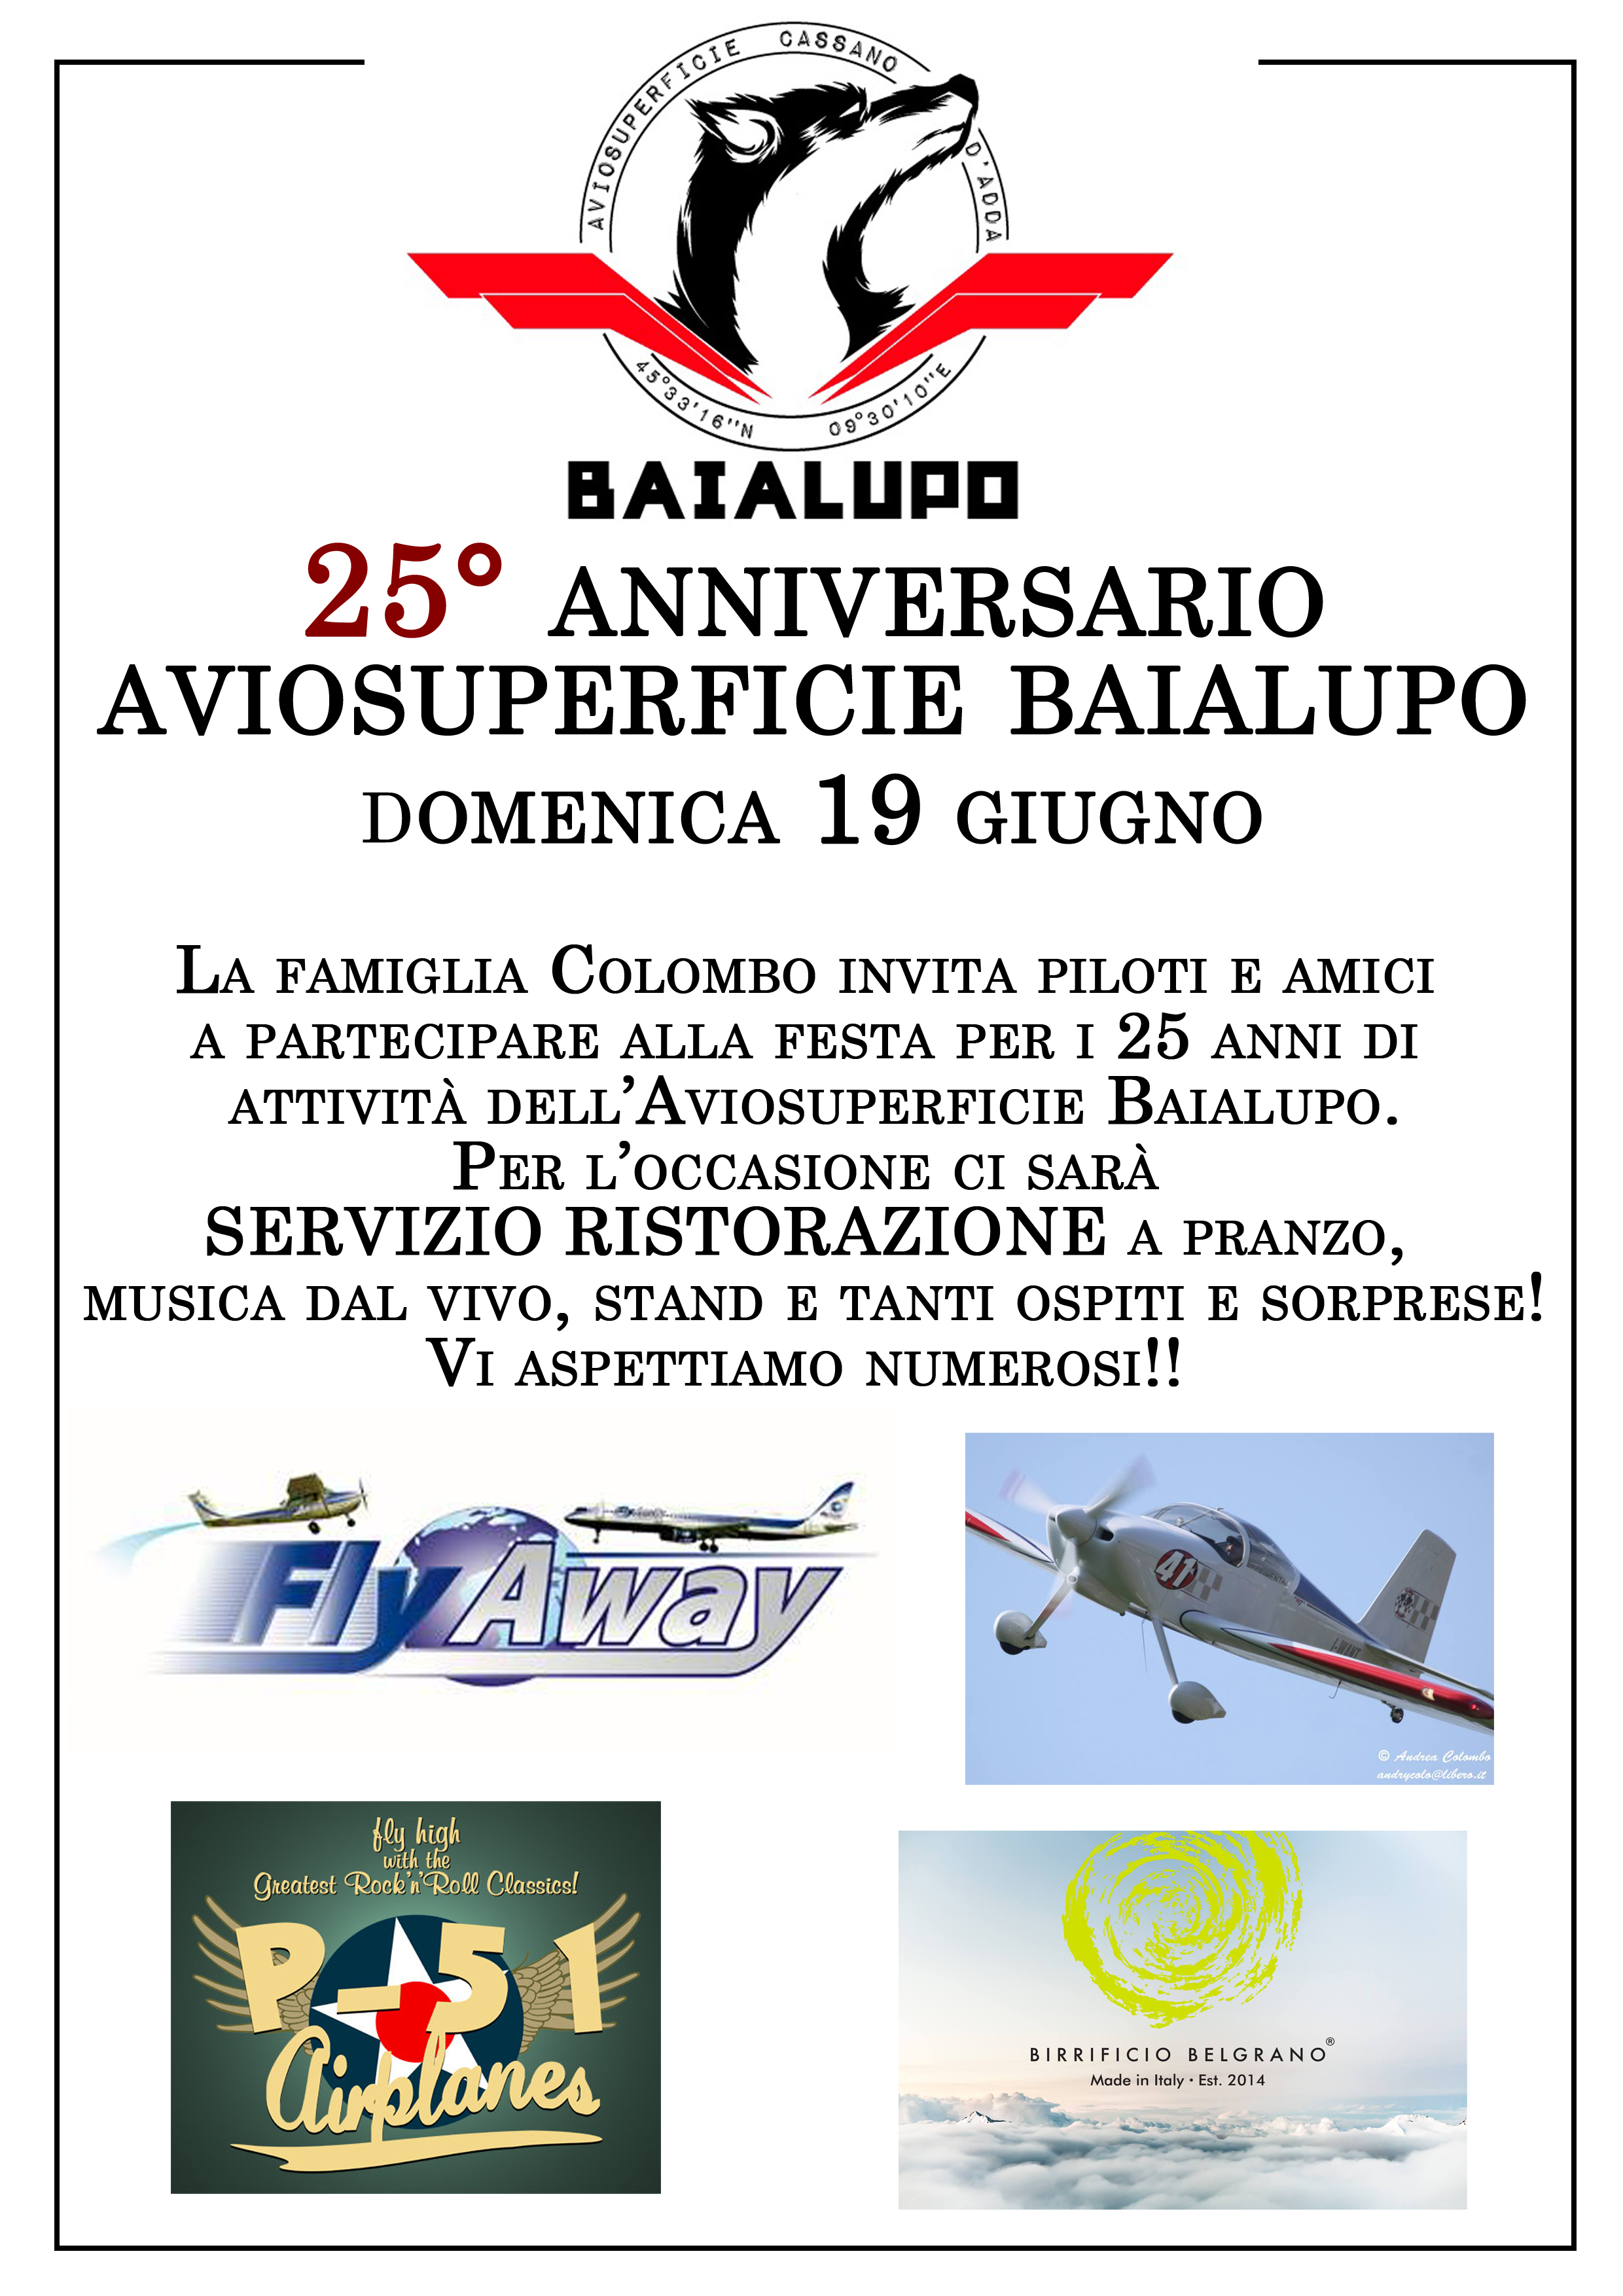 AVIOSUPERFICIE CASSANO D'ADDA
45°33'16''N 09°30'10''E
BAIALUPO
25° ANNIVERSARIO
AVIOSUPERFICIE BAIALUPO
DOMENICA 19 GIUGNO
LA FAMIGLIA COLOMBO INVITA PILOTI E AMICI
A PARTECIPARE ALLA FESTA PER I 25 ANNI DI
ATTIVITÀ DELL'AVIOSUPERFICIE BAIALUPO.
PER L'OCCASIONE CI SARÀ
SERVIZIO RISTORAZIONE A PRANZO,
MUSICA DAL VIVO, STAND E TANTI OSPITI E SORPRESE!
VI ASPETTIAMO NUMEROSI!!
FlyAway
41
I-WANT
© Andrea Colombo
andrycolo@libero.it
fly high
with the
Greatest Rock'n'Roll Classics!
P-51
Airplanes
BIRRIFICIO BELGRANO®
Made in Italy • Est. 2014